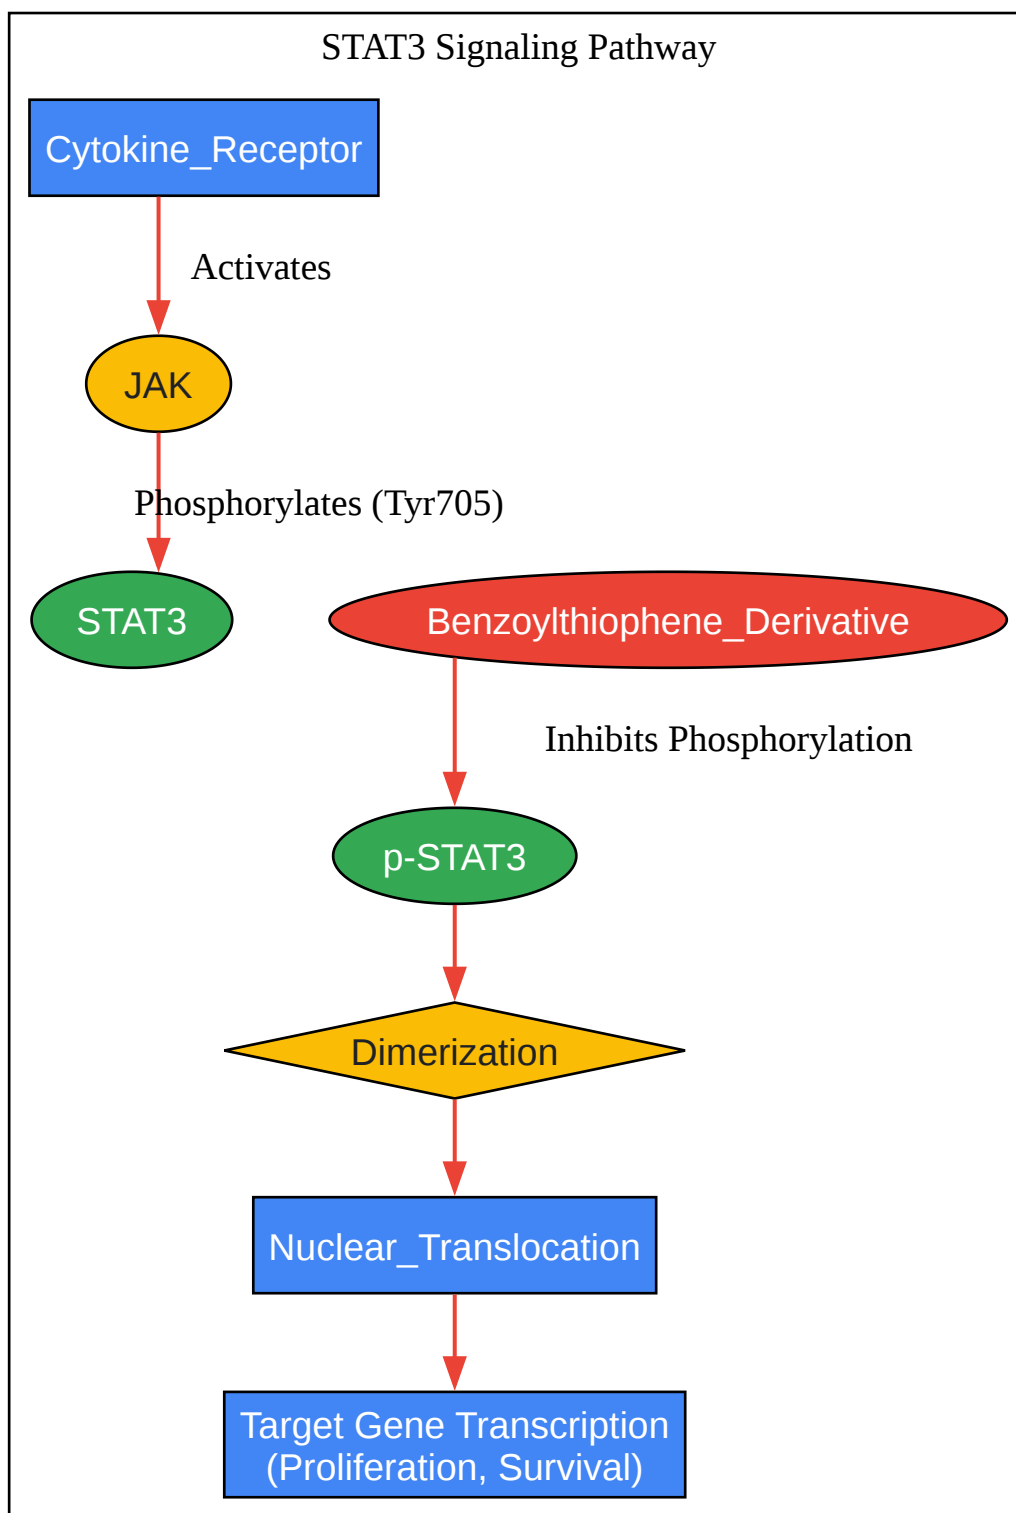 STAT3 Signaling Pathway
Cytokine_Receptor
Activates
JAK
Phosphorylates (Tyr705)
STAT3
Benzoylthiophene_Derivative
Inhibits Phosphorylation
p-STAT3
Dimerization
Nuclear_Translocation
Target Gene Transcription
(Proliferation, Survival)